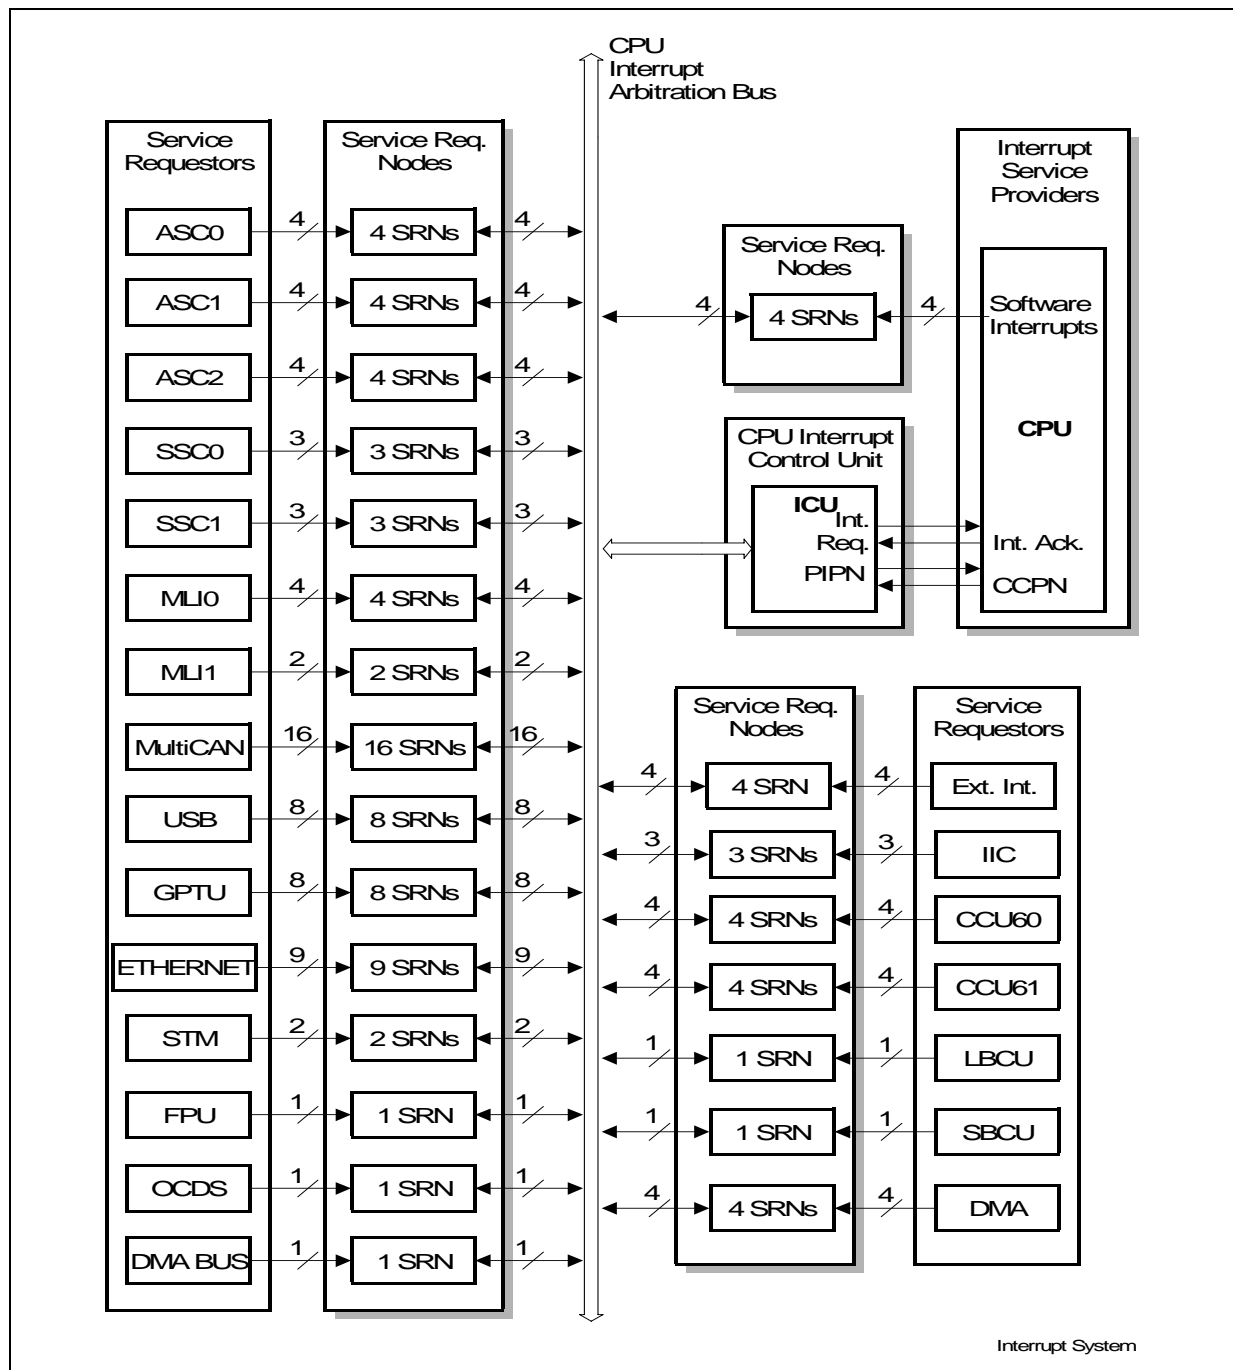 CPU
Interrupt
Arbitration Bus
Service
Requestors
Service Req.
Nodes
ASC0 4 4 SRNs 4
ASC1 4 4 SRNs 4
ASC2 4 4 SRNs 4
SSC0 3 3 SRNs 3
SSC1 3 3 SRNs 3
MLI0 4 4 SRNs 4
MLI1 2 2 SRNs 2
MultiCAN 16 16 SRNs 16
USB 8 8 SRNs 8
GPTU 8 8 SRNs 8
ETHERNET 9 9 SRNs 9
STM 2 2 SRNs 2
FPU 1 1 SRN 1
OCDS 1 1 SRN 1
DMA BUS 1 1 SRN 1
Service Req.
Nodes
4 4 SRNs 4
Interrupt
Service
Providers
Software
Interrupts
CPU
Int. Ack.
CCPN
CPU Interrupt
Control Unit
ICU
Int.
Req.
PIPN
Service Req.
Nodes
Service
Requestors
4 4 SRN 4 Ext. Int.
3 3 SRNs 3 IIC
4 4 SRNs 4 CCU60
4 4 SRNs 4 CCU61
1 1 SRN 1 LBCU
1 1 SRN 1 SBCU
4 4 SRNs 4 DMA
Interrupt System